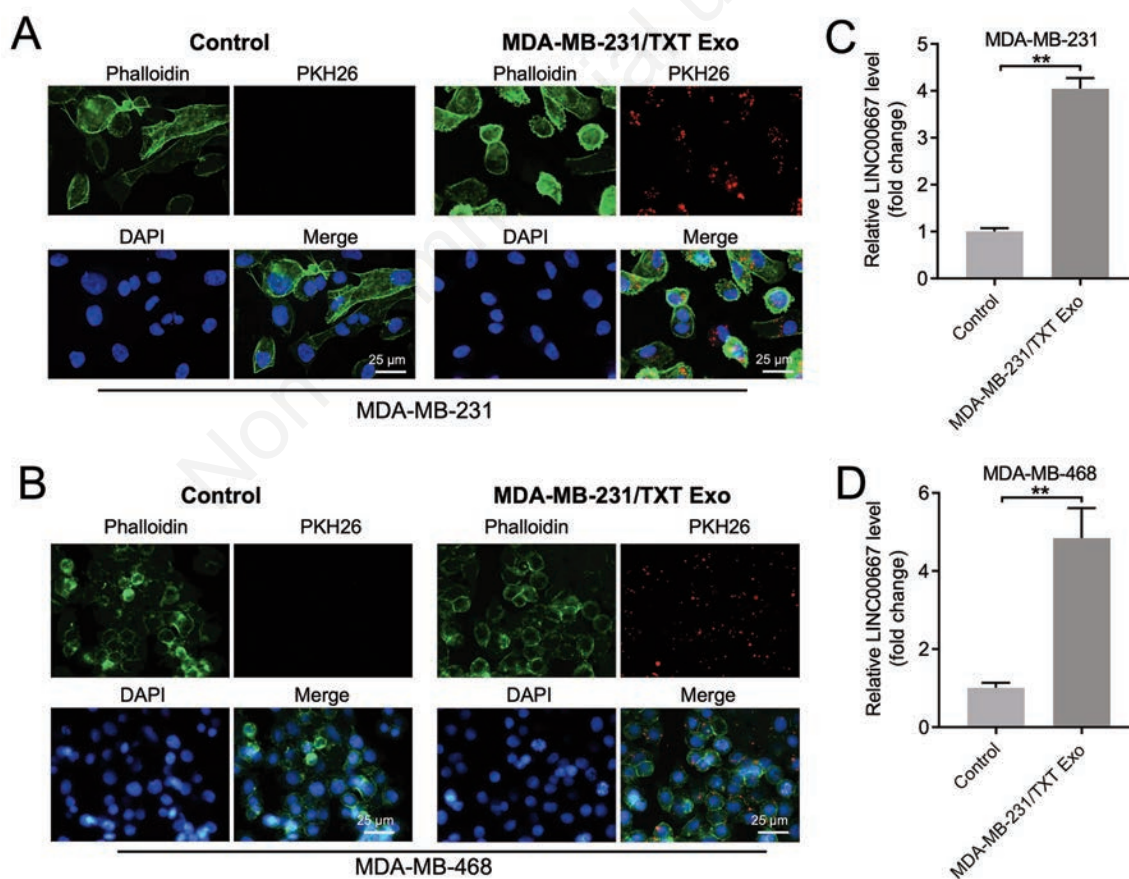 A
Control
MDA-MB-231/TXT Exo
Phalloidin
PKH26
Phalloidin
PKH26
DAPI
Merge
DAPI
Merge
25 µm
25 µm
MDA-MB-231
B
Control
MDA-MB-231/TXT Exo
Phalloidin
PKH26
Phalloidin
PKH26
DAPI
Merge
DAPI
Merge
25 µm
25 µm
MDA-MB-468
C
MDA-MB-231
**
Relative LINC00667 level
(fold change)
5
4
3
2
1
0
Control
MDA-MB-231/TXT Exo
D
MDA-MB-468
**
Relative LINC00667 level
(fold change)
6
4
2
0
Control
MDA-MB-231/TXT Exo